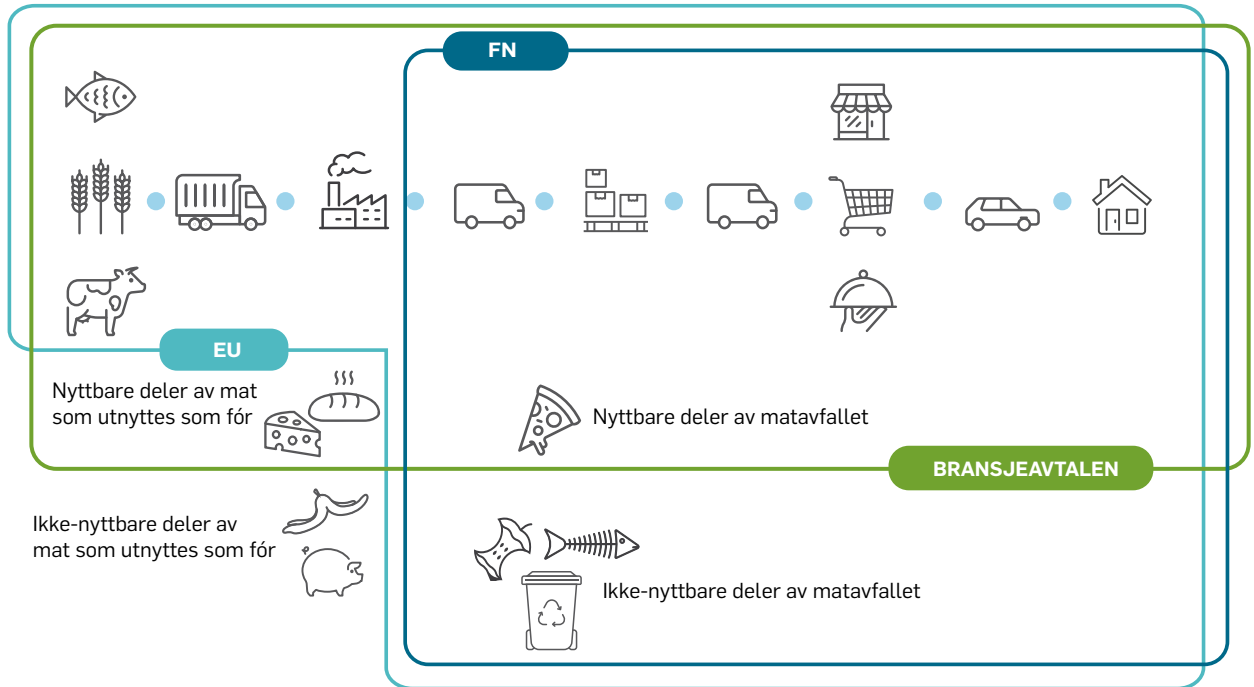 FN
EU
Nyttbare deler av mat
som utnyttes som fór
Nyttbare deler av matavfallet
BRANSJEAVTALEN
Ikke-nyttbare deler av
mat som utnyttes som fór
Ikke-nyttbare deler av matavfallet